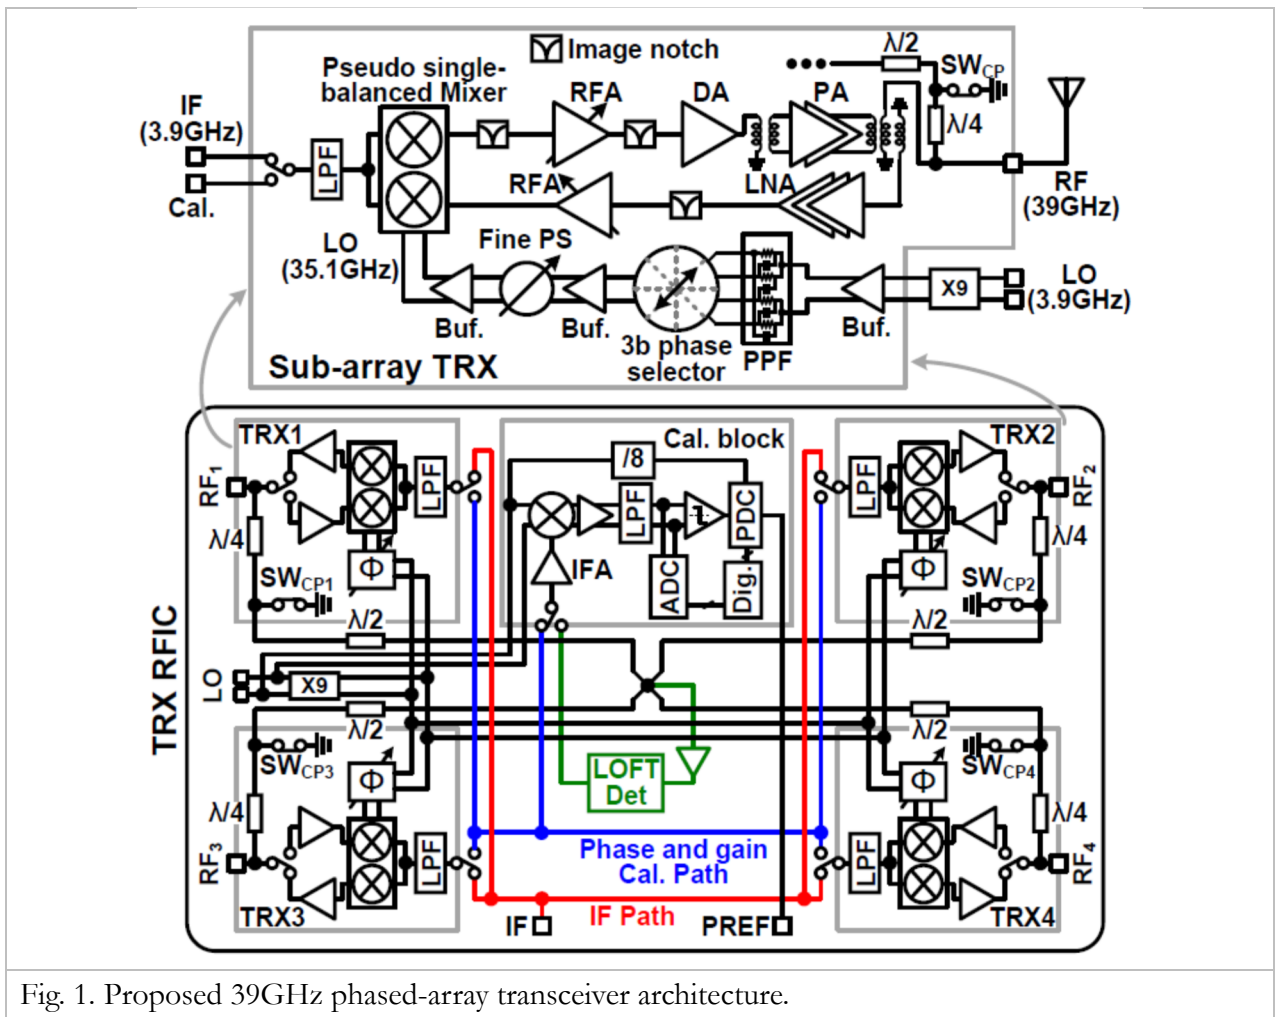 Image notch
λ/2
SWCP
Pseudo single-
balanced Mixer
RFA
DA
PA
IF
(3.9GHz)
λ/4
LPF
RFA
LNA
Cal.
RF
(39GHz)
LO
(35.1GHz)
Fine PS
X9
LO
(3.9GHz)
Buf.
Buf.
Buf.
3b phase
selector
PPF
Sub-array TRX
TRX1
Cal. block
TRX2
/8
RF1
LPF
LPF
PDC
LPF
RF2
λ/4
λ/4
IFA
ADC
Dig.
Φ
Φ
SWCP1
SWCP2
λ/2
λ/2
TRX RFIC
LO
X9
λ/2
λ/2
SWCP3
SWCP4
Φ
LOFT
Det
Φ
λ/4
λ/4
RF3
LPF
Phase and gain
Cal. Path
LPF
RF4
TRX3
IF Path
TRX4
IF
PREF
Fig. 1. Proposed 39GHz phased-array transceiver architecture.